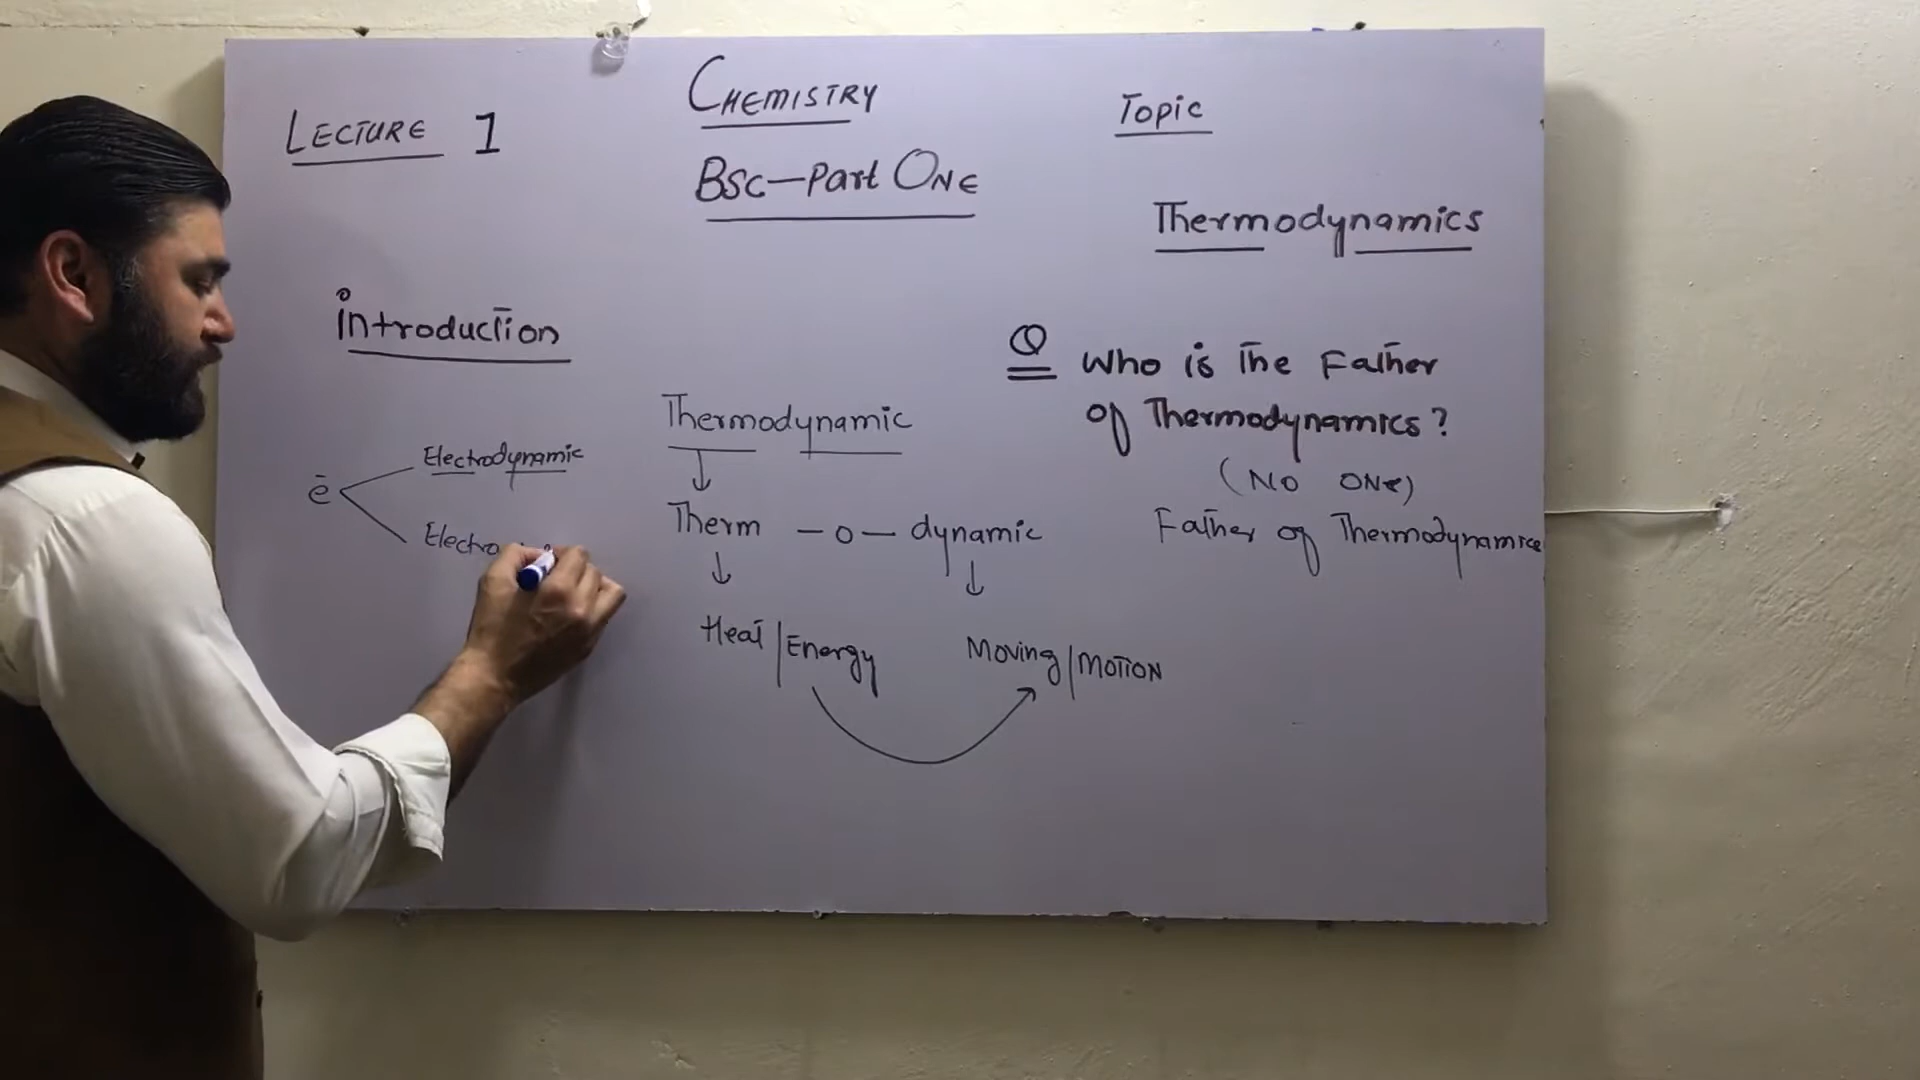 LECTURE 1
CHEMISTRY
BSC-Part ONE
Topic
Thermodynamics
Introduction
Q Who is The Father
of Thermodynamics?
(NO ONE)
Father of Thermodynamics
ē
Electrodynamic
Thermodynamic
↓
Therm -o- dynamic
↓ ↓
Heat/Energy Moving/MOTION